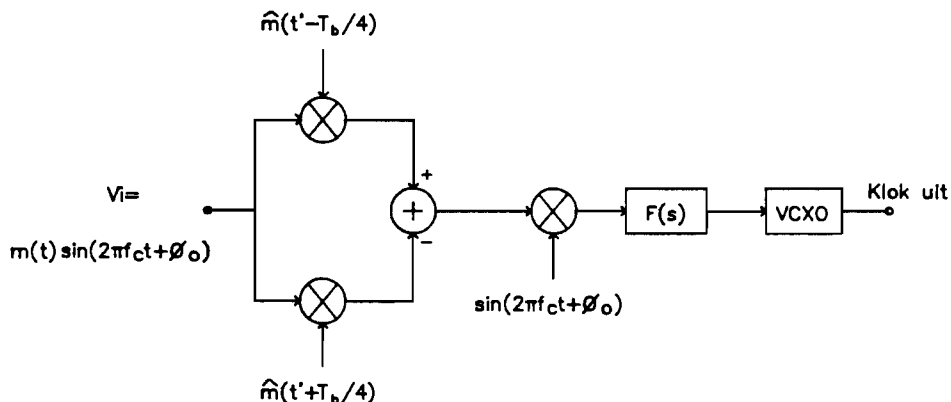 m̂(t'−T_b/4)
+
Vi=
m(t)sin(2πf_ct+Ø_o)
+
−
F(s)
VCXO
Klok uit
sin(2πf_ct+Ø_o)
m̂(t'+T_b/4)